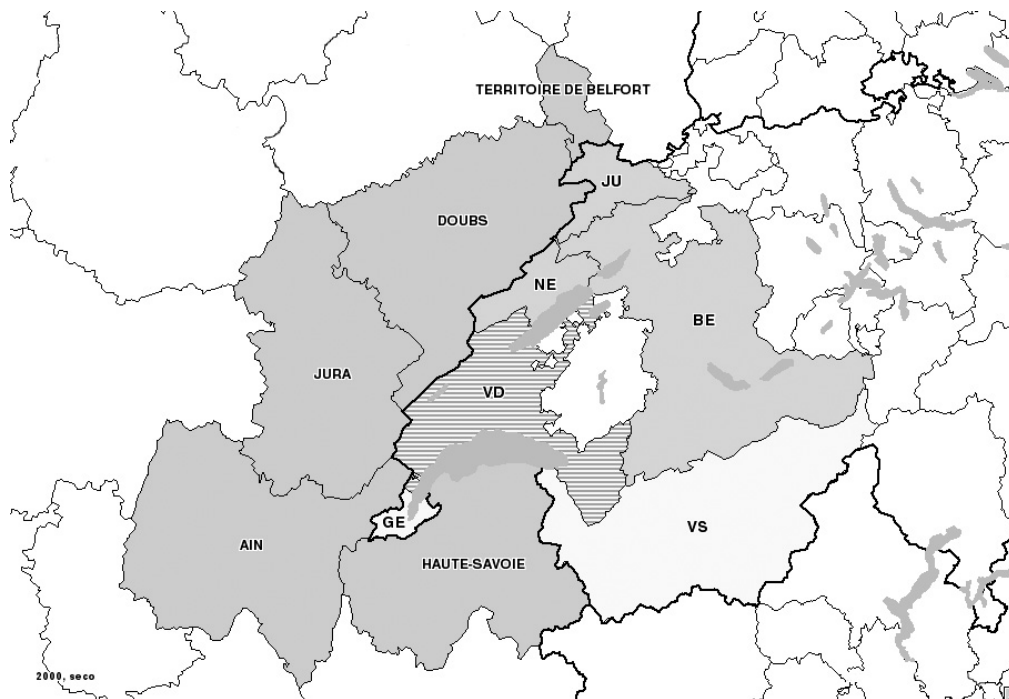 TERRITOIRE DE BELFORT
JU
DOUBS
NE
BE
JURA
VD
GE
VS
AIN
HAUTE-SAVOIE
2000, seco